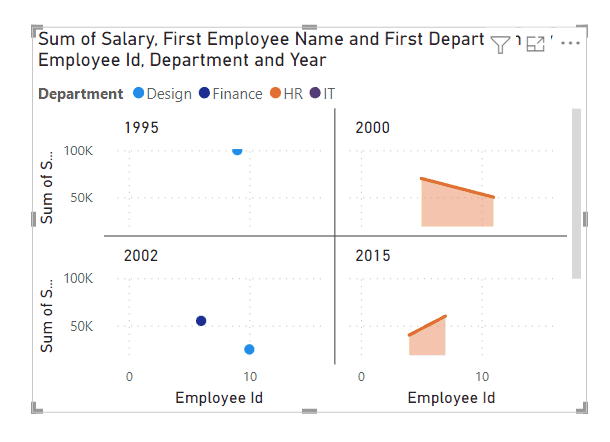 Sum of Salary, First Employee Name and First Depart
Employee Id, Department and Year
Department Design Finance HR IT
1995 2000
100K
50K
Sum of S...
2002 2015
100K
50K
Sum of S...
0 10 0 10
Employee Id Employee Id